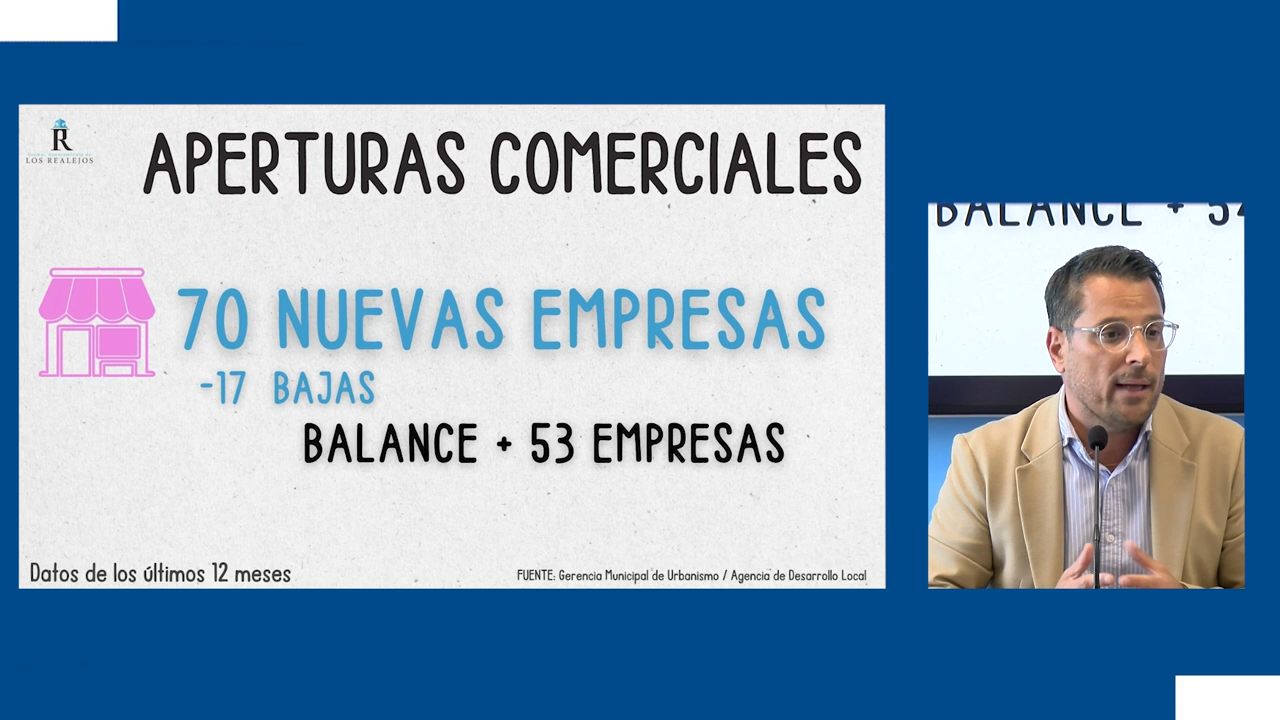 R
LOS REALEJOS
APERTURAS COMERCIALES
70 NUEVAS EMPRESAS
-17 BAJAS
BALANCE + 53 EMPRESAS
Datos de los últimos 12 meses
FUENTE: Gerencia Municipal de Urbanismo / Agencia de Desarrollo Local
BALANCE + 54